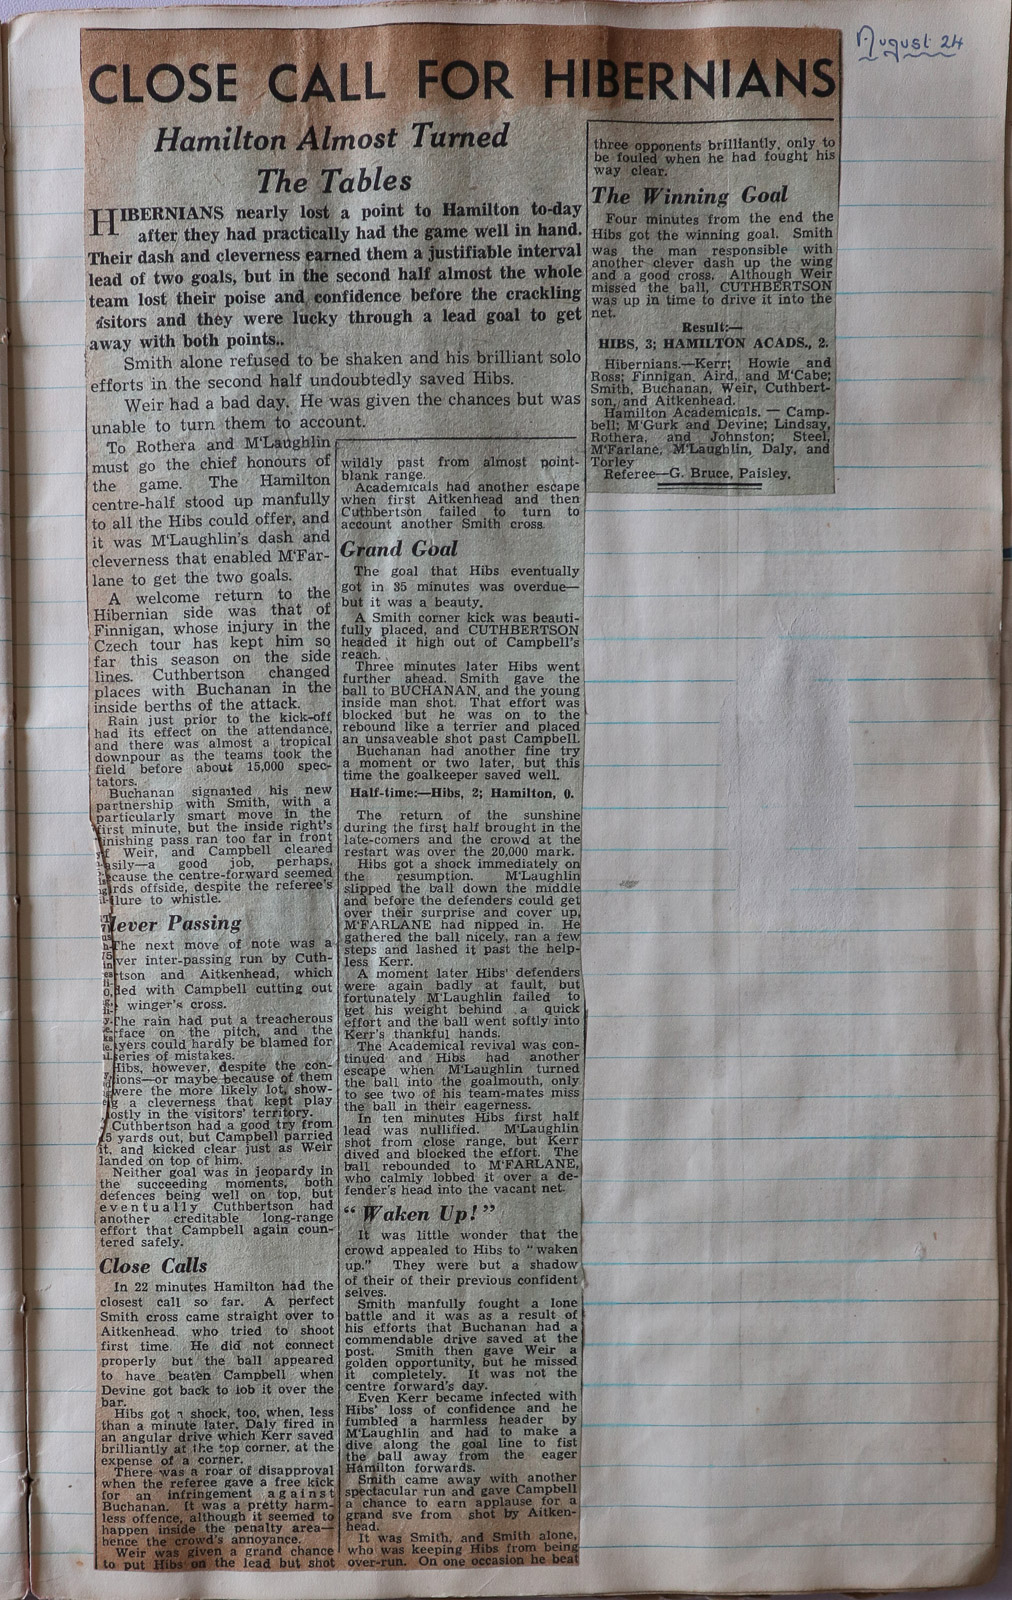 August 24
CLOSE CALL FOR HIBERNIANS
Hamilton Almost Turned
The Tables
HIBERNIANS nearly lost a point to Hamilton to-day
after they had practically had the game well in hand.
Their dash and cleverness earned them a justifiable interval
lead of two goals, but in the second half almost the whole
team lost their poise and confidence before the crackling
isitors and they were lucky through a lead goal to get
away with both points..
Smith alone refused to be shaken and his brilliant solo
efforts in the second half undoubtedly saved Hibs.
Weir had a bad day. He was given the chances but was
unable to turn them to account.
To Rothera and M'Laughlin
must go the chief honours of
the game. The Hamilton
centre-half stood up manfully
to all the Hibs could offer, and
it was M'Laughlin's dash and
cleverness that enabled M'Far-
lane to get the two goals.
A welcome return to the
Hibernian side was that of
Finnigan, whose injury in the
Czech tour has kept him so
far this season on the side
lines. Cuthbertson changed
places with Buchanan in the
inside berths of the attack.
Rain just prior to the kick-off
had its effect on the attendance,
and there was almost a tropical
downpour as the teams took the
field before about 15,000 spec-
tators.
Buchanan signalled his new
partnership with Smith, with a
particularly smart move in the
first minute, but the inside right's
finishing pass ran too far in front
of Weir, and Campbell cleared
asily—a good job, perhaps,
ecause the centre-forward seemed
rds offside, despite the referee's
ilure to whistle.
lever Passing
The next move of note was a
ver inter-passing run by Cuth-
rtson and Aitkenhead, which
ded with Campbell cutting out
winger's cross.
The rain had put a treacherous
rface on the pitch, and the
ayers could hardly be blamed for
series of mistakes.
Hibs, however, despite the con-
tions—or maybe because of them
were the more likely lot, show-
g a cleverness that kept play
ostly in the visitors' territory.
Cuthbertson had a good try from
5 yards out, but Campbell parried
it, and kicked clear just as Weir
landed on top of him.
Neither goal was in jeopardy in
the succeeding moments, both
defences being well on top, but
eventually Cuthbertson had
another creditable long-range
effort that Campbell again coun-
tered safely.
Close Calls
In 22 minutes Hamilton had the
closest call so far. A perfect
Smith cross came straight over to
Aitkenhead, who tried to shoot
first time. He did not connect
properly but the ball appeared
to have beaten Campbell when
Devine got back to lob it over the
bar.
Hibs got a shock, too, when, less
than a minute later, Daly fired in
an angular drive which Kerr saved
brilliantly at the top corner, at the
expense of a corner.
There was a roar of disapproval
when the referee gave a free kick
for an infringement against
Buchanan. It was a pretty harm-
less offence, although it seemed to
happen inside the penalty area—
hence the crowd's annoyance.
Weir was given a grand chance
to put Hibs on the lead but shot
wildly past from almost point-
blank range.
Academicals had another escape
when first Aitkenhead and then
Cuthbertson failed to turn to
account another Smith cross.
Grand Goal
The goal that Hibs eventually
got in 35 minutes was overdue—
but it was a beauty.
A Smith corner kick was beauti-
fully placed, and CUTHBERTSON
headed it high out of Campbell's
reach.
Three minutes later Hibs went
further ahead. Smith gave the
ball to BUCHANAN, and the young
inside man shot. That effort was
blocked but he was on to the
rebound like a terrier and placed
an unsaveable shot past Campbell.
Buchanan had another fine try
a moment or two later, but this
time the goalkeeper saved well.
Half-time:—Hibs, 2; Hamilton, 0.
The return of the sunshine
during the first half brought in the
late-comers and the crowd at the
restart was over the 20,000 mark.
Hibs got a shock immediately on
the resumption. M'Laughlin
slipped the ball down the middle
and before the defenders could get
over their surprise and cover up,
M'FARLANE had nipped in. He
gathered the ball nicely, ran a few
steps and lashed it past the help-
less Kerr.
A moment later Hibs' defenders
were again badly at fault, but
fortunately M'Laughlin failed to
get his weight behind a quick
effort and the ball went softly into
Kerr's thankful hands.
The Academical revival was con-
tinued and Hibs had another
escape when M'Laughlin turned
the ball into the goalmouth, only
to see two of his team-mates miss
the ball in their eagerness.
In ten minutes Hibs first half
lead was nullified. M'Laughlin
shot from close range, but Kerr
dived and blocked the effort. The
ball rebounded to M'FARLANE,
who calmly lobbed it over a de-
fender's head into the vacant net.
"Waken Up!"
It was little wonder that the
crowd appealed to Hibs to "waken
up." They were but a shadow
of their of their previous confident
selves.
Smith manfully fought a lone
battle and it was as a result of
his efforts that Buchanan had a
commendable drive saved at the
post. Smith then gave Weir a
golden opportunity, but he missed
it completely. It was not the
centre forward's day.
Even Kerr became infected with
Hibs' loss of confidence and he
fumbled a harmless header by
M'Laughlin and had to make a
dive along the goal line to fist
the ball away from the eager
Hamilton forwards.
Smith came away with another
spectacular run and gave Campbell
a chance to earn applause for a
grand sve from shot by Aitken-
head.
It was Smith, and Smith alone,
who was keeping Hibs from being
over-run. On one occasion he beat
three opponents brilliantly, only to
be fouled when he had fought his
way clear.
The Winning Goal
Four minutes from the end the
Hibs got the winning goal. Smith
was the man responsible with
another clever dash up the wing
and a good cross. Although Weir
missed the ball, CUTHBERTSON
was up in time to drive it into the
net.
Result:—
HIBS, 3; HAMILTON ACADS., 2.
Hibernians.—Kerr; Howie and
Ross; Finnigan, Aird, and M'Cabe;
Smith, Buchanan, Weir, Cuthbert-
son, and Aitkenhead.
Hamilton Academicals. — Camp-
bell; M'Gurk and Devine; Lindsay,
Rothera, and Johnston; Steel,
M'Farlane, M'Laughlin, Daly, and
Torley
Referee—G. Bruce, Paisley.